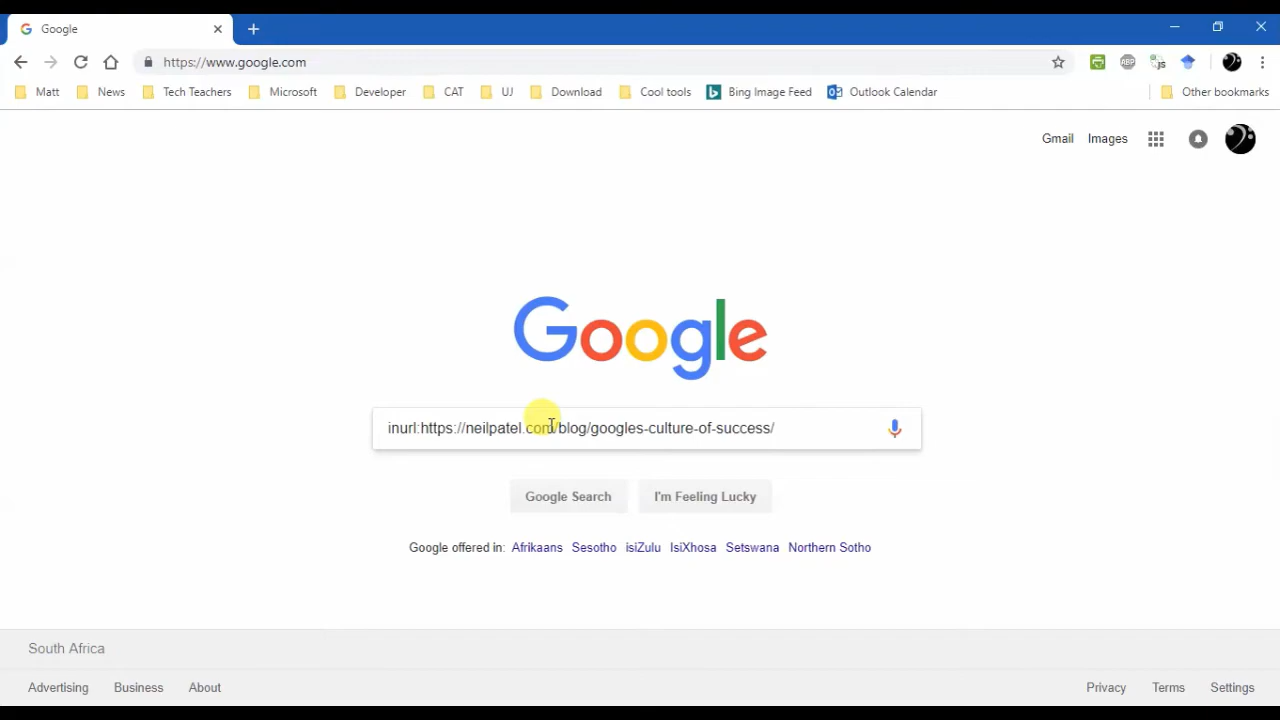 Google
https://www.google.com
Matt News Tech Teachers Microsoft Developer CAT UJ Download Cool tools Bing Image Feed Outlook Calendar Other bookmarks
ABP JS
Gmail Images
Google
inurl:https://neilpatel.com/blog/googles-culture-of-success/
Google Search I'm Feeling Lucky
Google offered in: Afrikaans Sesotho isiZulu IsiXhosa Setswana Northern Sotho
South Africa
Advertising Business About Privacy Terms Settings